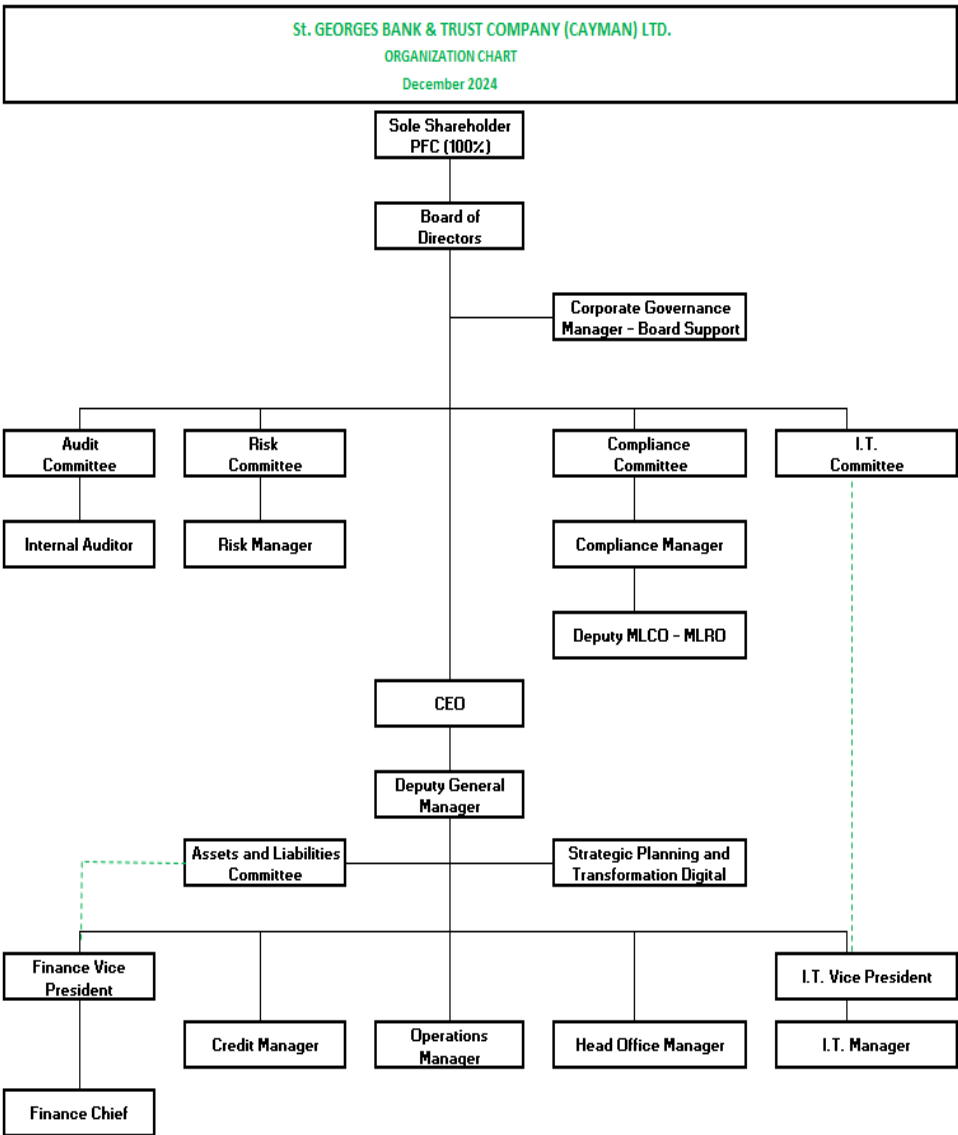 St. GEORGES BANK & TRUST COMPANY (CAYMAN) LTD.
ORGANIZATION CHART
December 2024
Sole Shareholder
PFC (100%)
Board of
Directors
Corporate Governance
Manager - Board Support
Audit
Committee
Risk
Committee
Compliance
Committee
I.T.
Committee
Internal Auditor
Risk Manager
Compliance Manager
Deputy MLCO - MLRO
CEO
Deputy General
Manager
Assets and Liabilities
Committee
Strategic Planning and
Transformation Digital
Finance Vice
President
I.T. Vice President
Credit Manager
Operations
Manager
Head Office Manager
I.T. Manager
Finance Chief